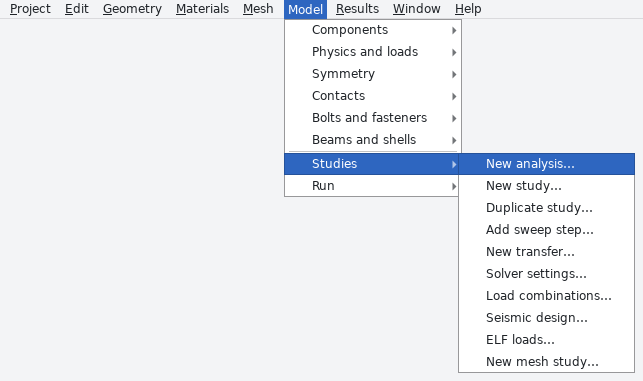 Project Edit Geometry Materials Mesh Model Results Window Help
Components
Physics and loads
Symmetry
Contacts
Bolts and fasteners
Beams and shells
Studies
Run
New analysis...
New study...
Duplicate study...
Add sweep step...
New transfer...
Solver settings...
Load combinations...
Seismic design...
ELF loads...
New mesh study...